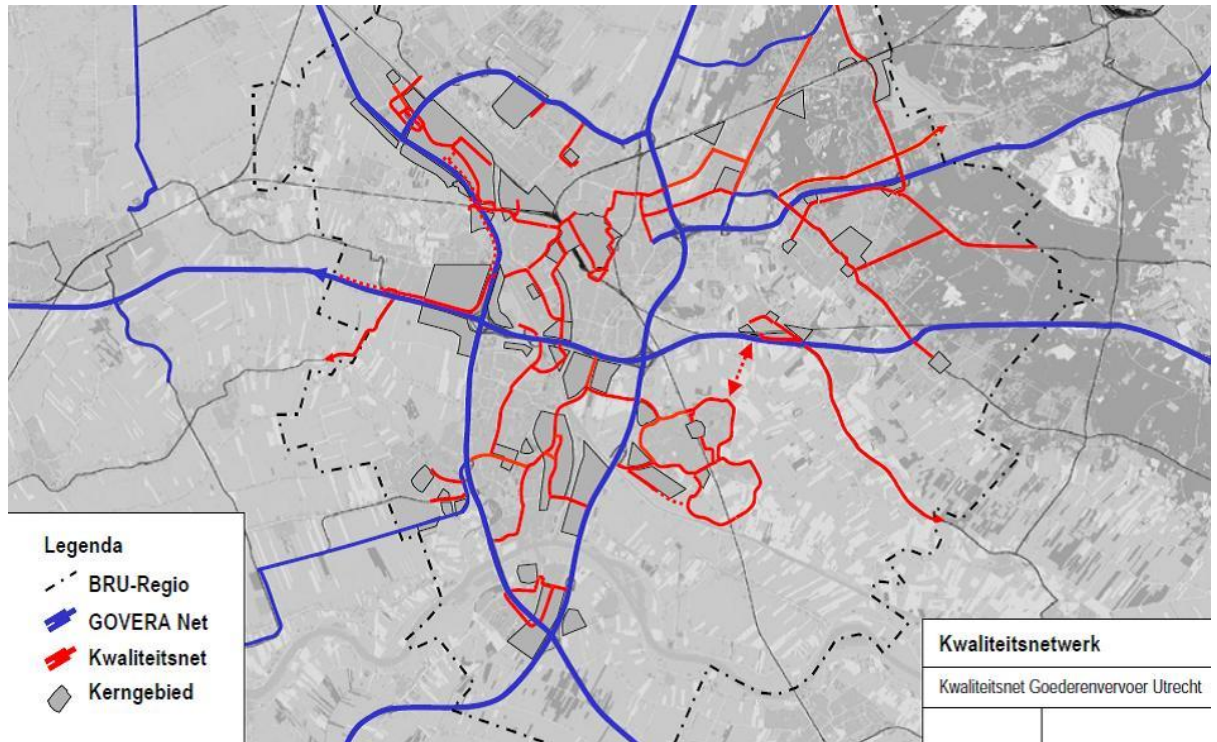 Legenda
BRU-Regio
GOVERA Net
Kwaliteitsnet
Kerngebied
Kwaliteitsnetwerk
Kwaliteitsnet Goederenvervoer Utrecht